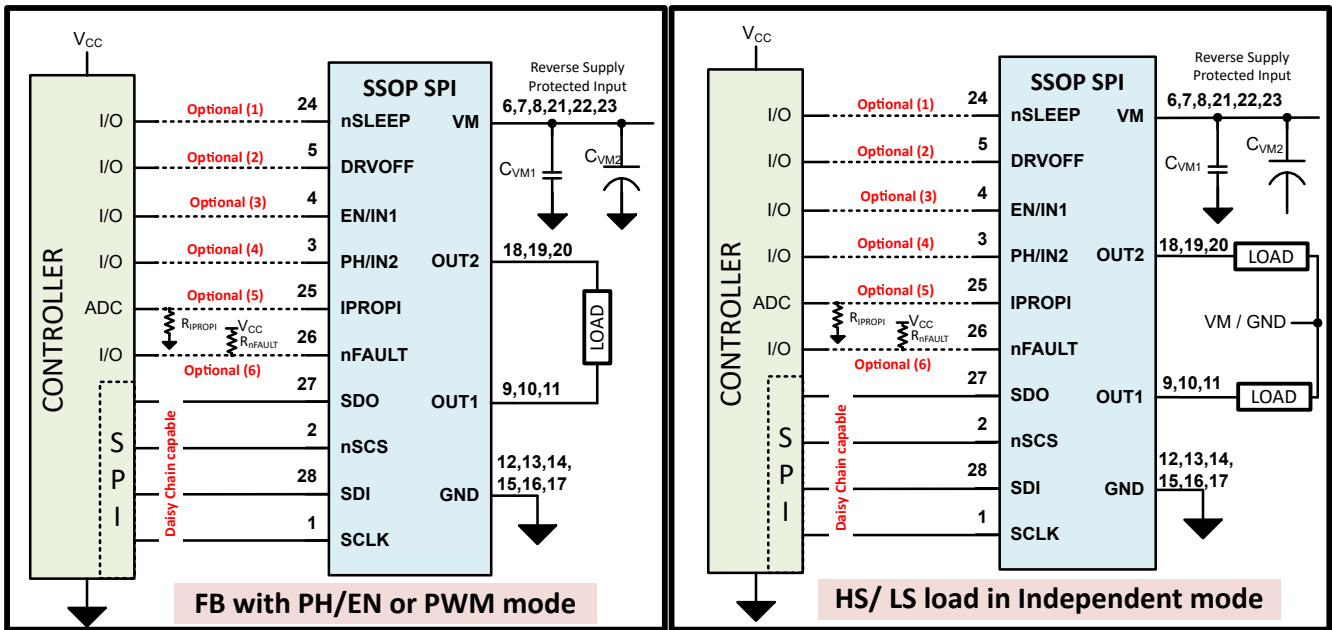 VCC
CONTROLLER
I/O
I/O
I/O
I/O
ADC
I/O
SPI
Optional (1)
Optional (2)
Optional (3)
Optional (4)
Optional (5)
RIPROPI
VCC
RnFAULT
Optional (6)
Daisy Chain capable
24
5
4
3
25
26
27
2
28
1
SSOP SPI
nSLEEP
DRVOFF
EN/IN1
PH/IN2
IPROPI
nFAULT
SDO
nSCS
SDI
SCLK
VM
OUT2
OUT1
GND
Reverse Supply
Protected Input
6,7,8,21,22,23
CVM1
CVM2
18,19,20
LOAD
9,10,11
12,13,14,
15,16,17
FB with PH/EN or PWM mode
VCC
CONTROLLER
I/O
I/O
I/O
I/O
ADC
I/O
SPI
Optional (1)
Optional (2)
Optional (3)
Optional (4)
Optional (5)
RIPROPI
VCC
RnFAULT
Optional (6)
Daisy Chain capable
24
5
4
3
25
26
27
2
28
1
SSOP SPI
nSLEEP
DRVOFF
EN/IN1
PH/IN2
IPROPI
nFAULT
SDO
nSCS
SDI
SCLK
VM
OUT2
OUT1
GND
Reverse Supply
Protected Input
6,7,8,21,22,23
CVM1
CVM2
18,19,20
LOAD
VM / GND
9,10,11
LOAD
12,13,14,
15,16,17
HS/ LS load in Independent mode